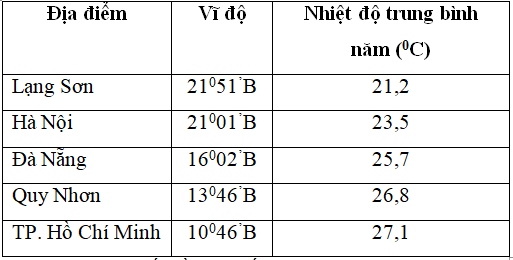 Địa điểm Vĩ độ Nhiệt độ trung bình
năm (⁰C)
Lạng Sơn 21⁰51’B 21,2
Hà Nội 21⁰01’B 23,5
Đà Nẵng 16⁰02’B 25,7
Quy Nhơn 13⁰46’B 26,8
TP. Hồ Chí Minh 10⁰46’B 27,1